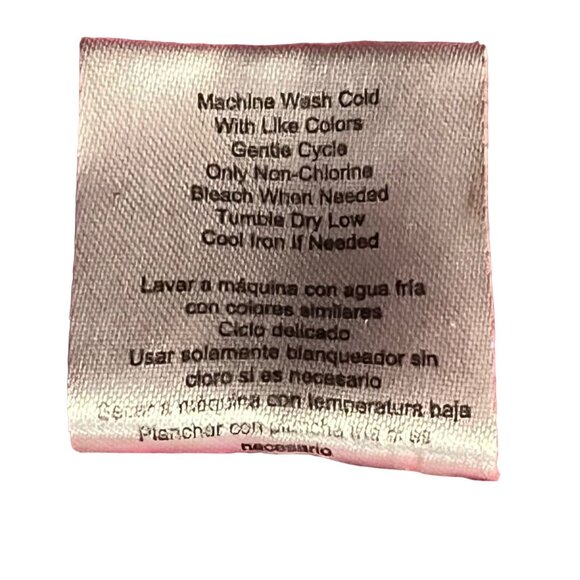 Machine Wash Cold
With Like Colors
Gentle Cycle
Only Non-Chlorine
Bleach When Needed
Tumble Dry Low
Cool Iron If Needed
Lavar a máquina con agua fría
con colores similares
Ciclo delicado
Usar solamente blanqueador sin
cloro si es necesario
Secar a máquina con temperatura baja
Planchar con plancha fría si es
necesario